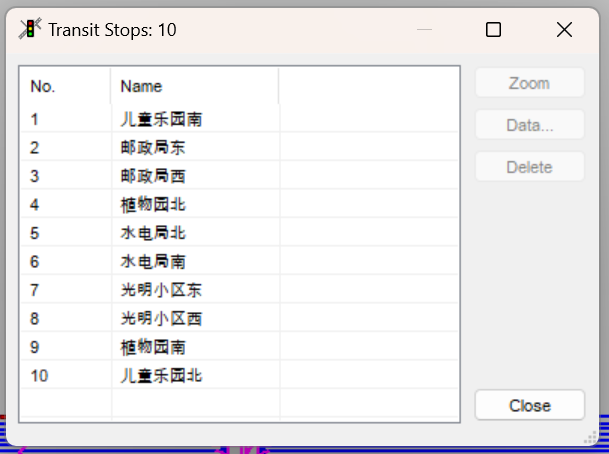 Transit Stops: 10
No. Name
Zoom
1 儿童乐园南
Data...
2 邮政局东
3 邮政局西
Delete
4 植物园北
5 水电局北
6 水电局南
7 光明小区东
8 光明小区西
9 植物园南
10 儿童乐园北
Close